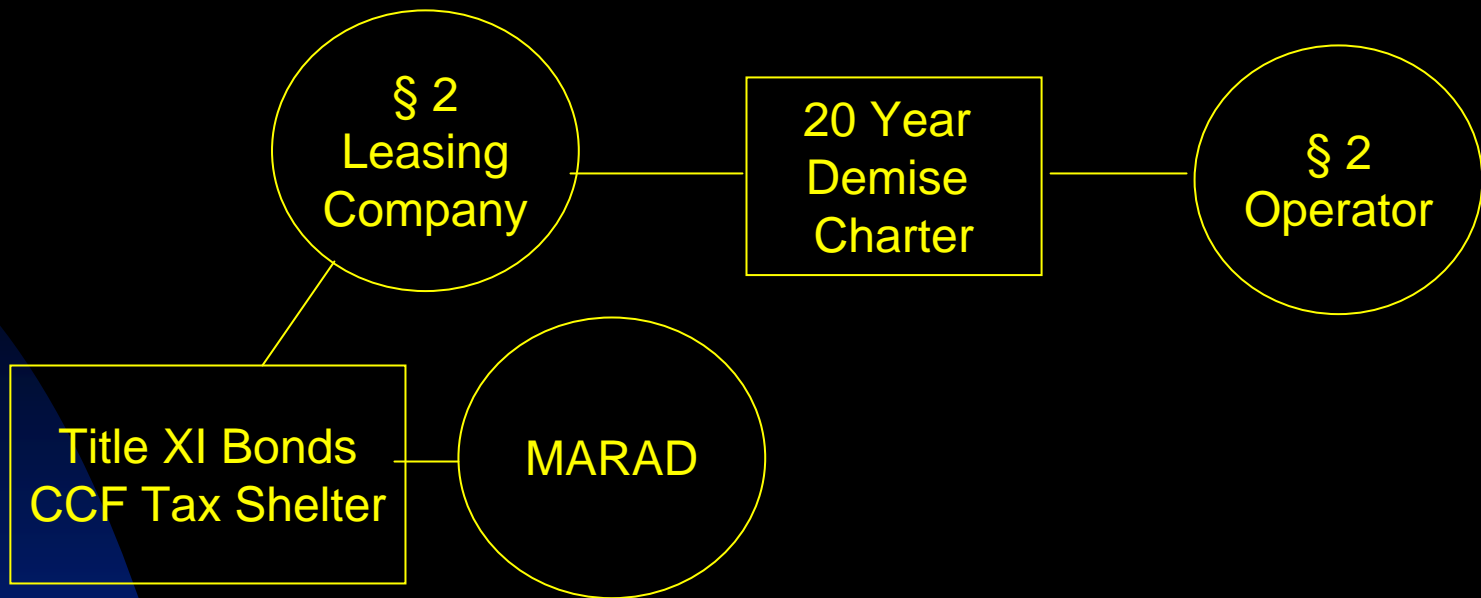 § 2
Leasing
Company
20 Year
Demise
Charter
§ 2
Operator
Title XI Bonds
CCF Tax Shelter
MARAD